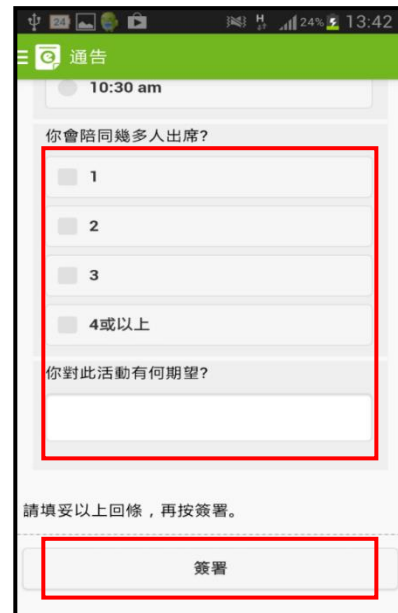 24 H 24% 13:42
通告
10:30 am
你會陪同幾多人出席?
1
2
3
4或以上
你對此活動有何期望?
請填妥以上回條，再按簽署。
簽署